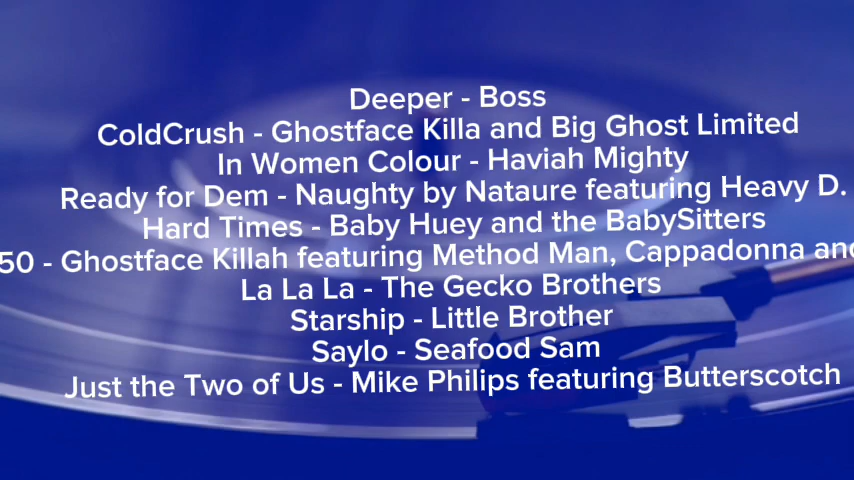 Deeper - Boss
ColdCrush - Ghostface Killa and Big Ghost Limited
In Women Colour - Haviah Mighty
Ready for Dem - Naughty by Nataure featuring Heavy D.
Hard Times - Baby Huey and the BabySitters
50 - Ghostface Killah featuring Method Man, Cappadonna and
La La La - The Gecko Brothers
Starship - Little Brother
Saylo - Seafood Sam
Just the Two of Us - Mike Philips featuring Butterscotch